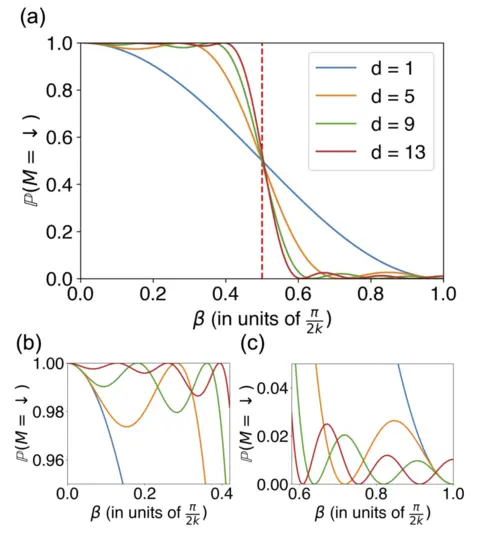 (a)
1.0
0.8
0.6
0.4
0.2
0.0
ℙ(M = ↓)
d = 1
d = 5
d = 9
d = 13
0.0 0.2 0.4 0.6 0.8 1.0
β (in units of π/2k)
(b)
1.00
0.98
0.96
ℙ(M = ↓)
0.0 0.2 0.4
β (in units of π/2k)
(c)
0.04
0.02
0.00
ℙ(M = ↓)
0.6 0.8 1.0
β (in units of π/2k)